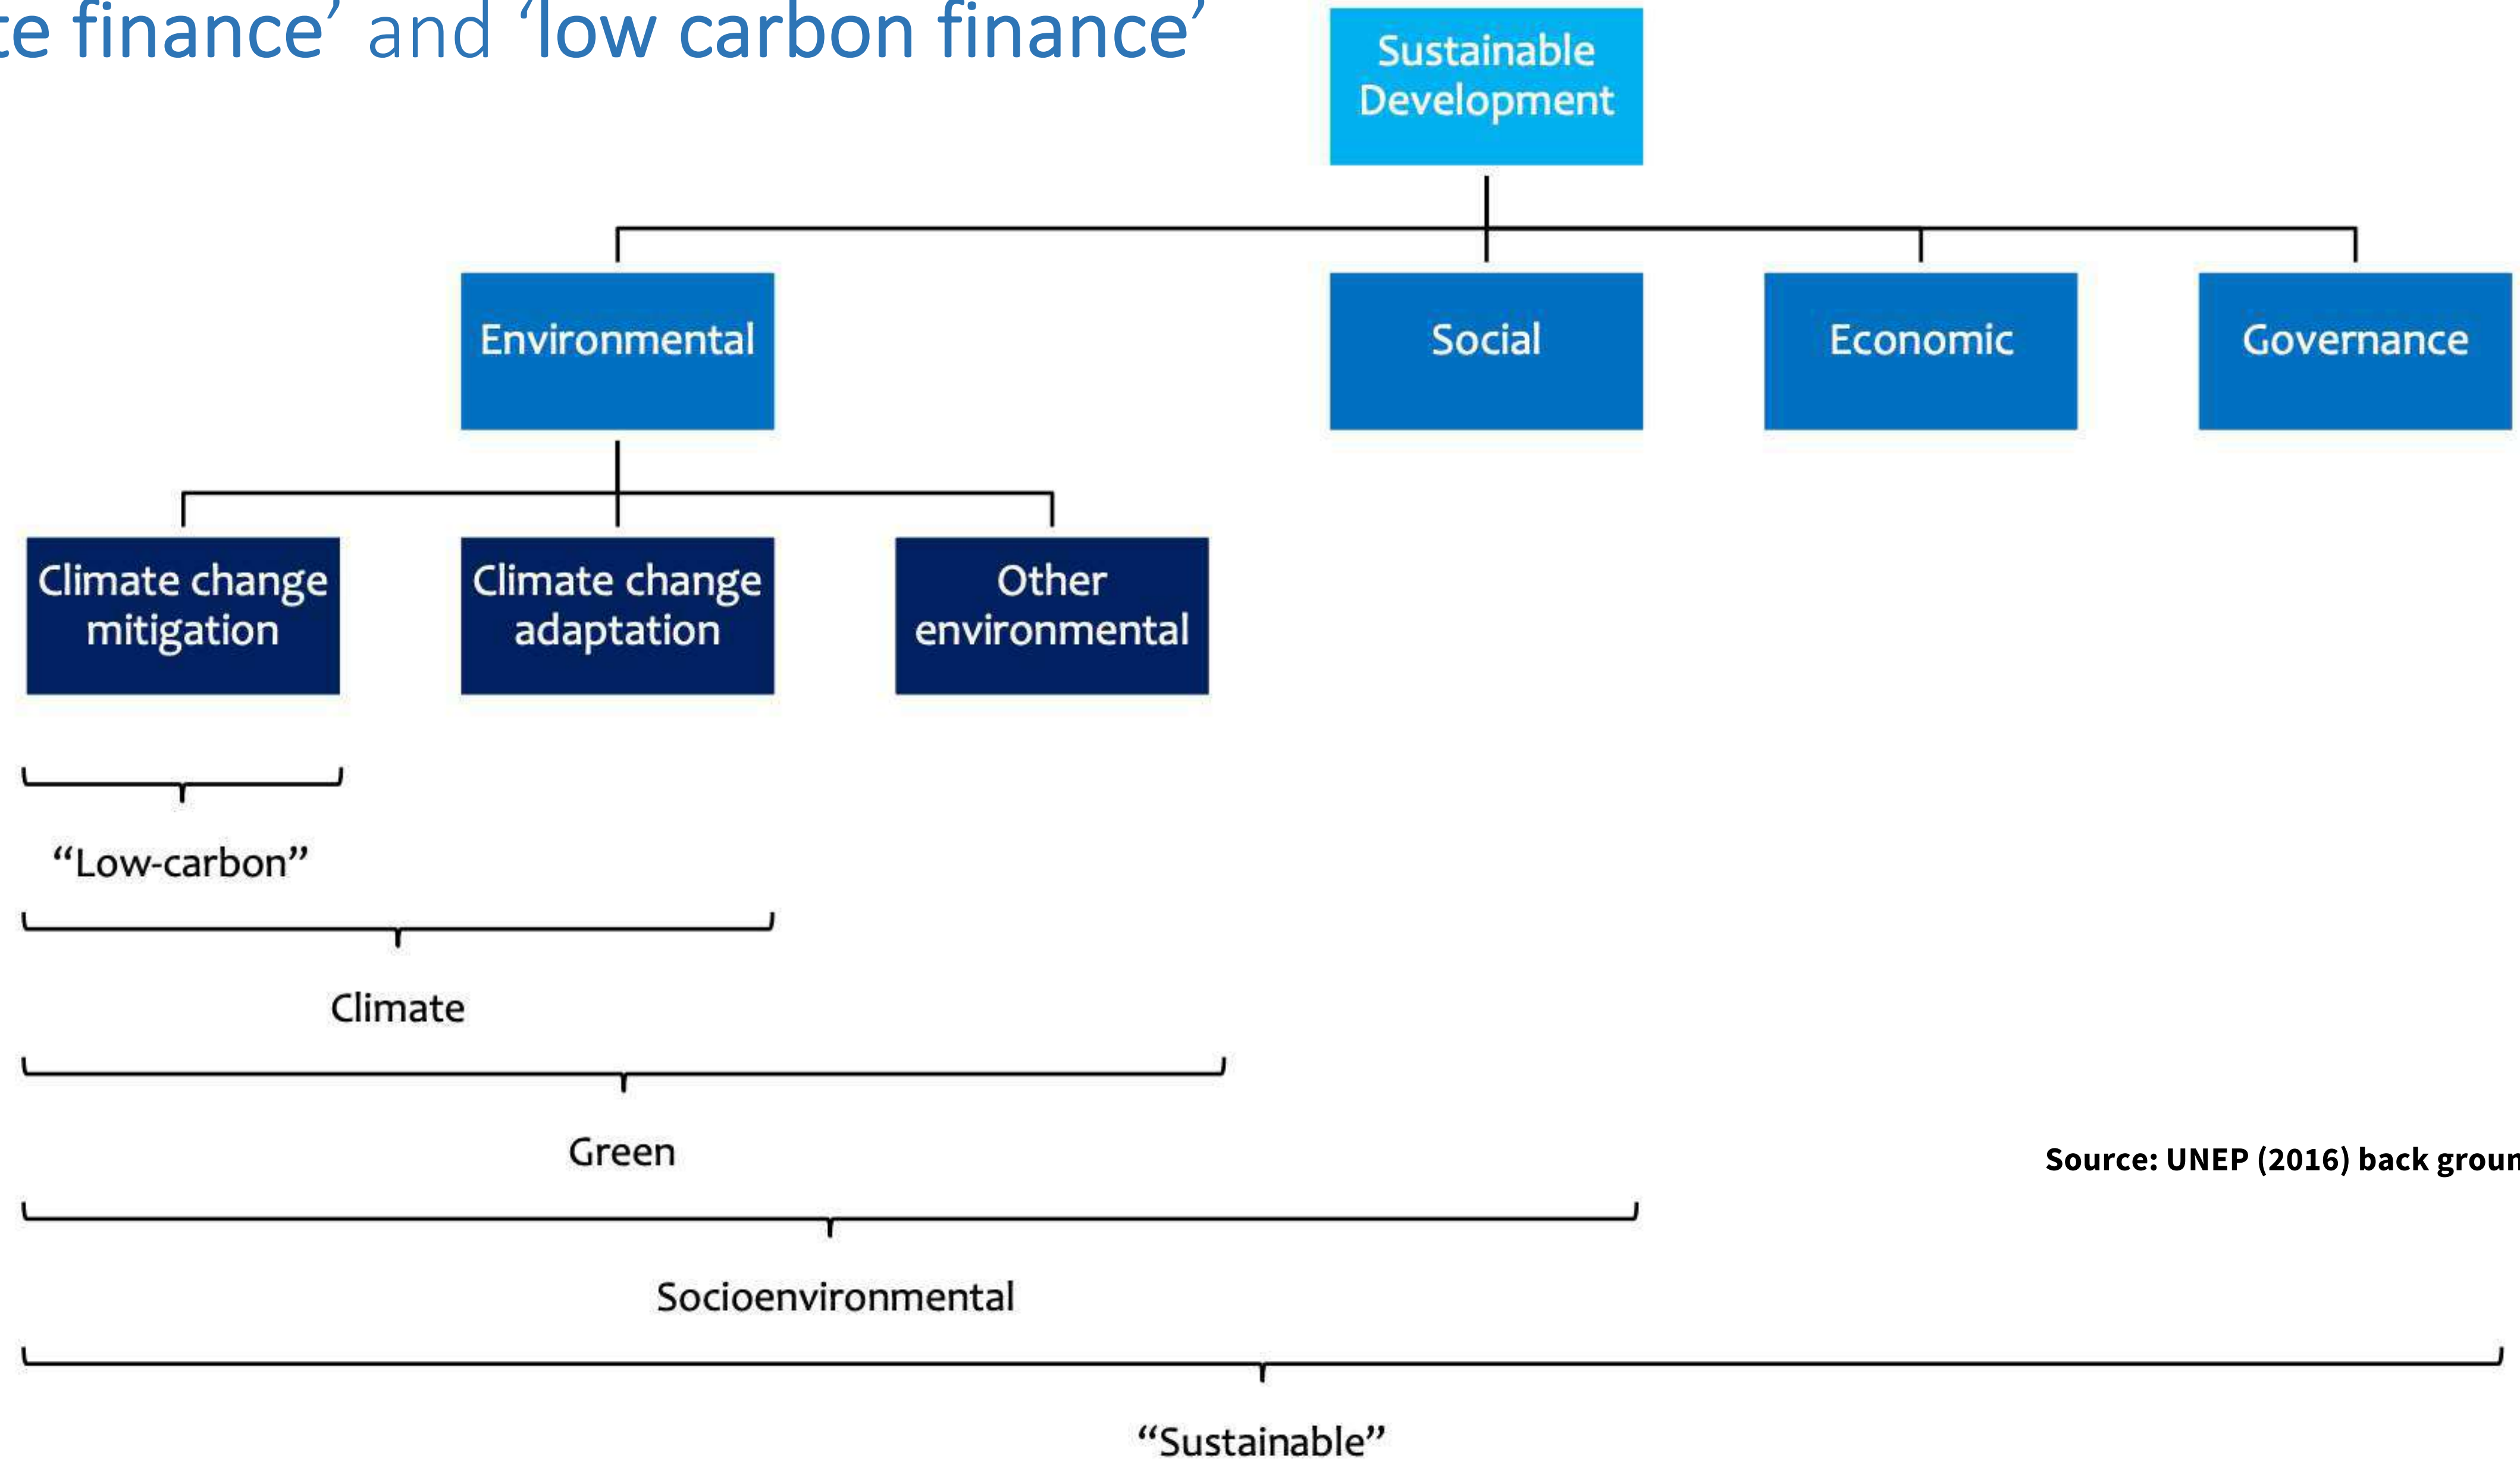 te finance’ and ‘low carbon finance’
Sustainable
Development
Environmental
Social
Economic
Governance
Climate change
mitigation
Climate change
adaptation
Other
environmental
“Low-carbon”
Climate
Green
Source: UNEP (2016) back groun
Socioenvironmental
“Sustainable”